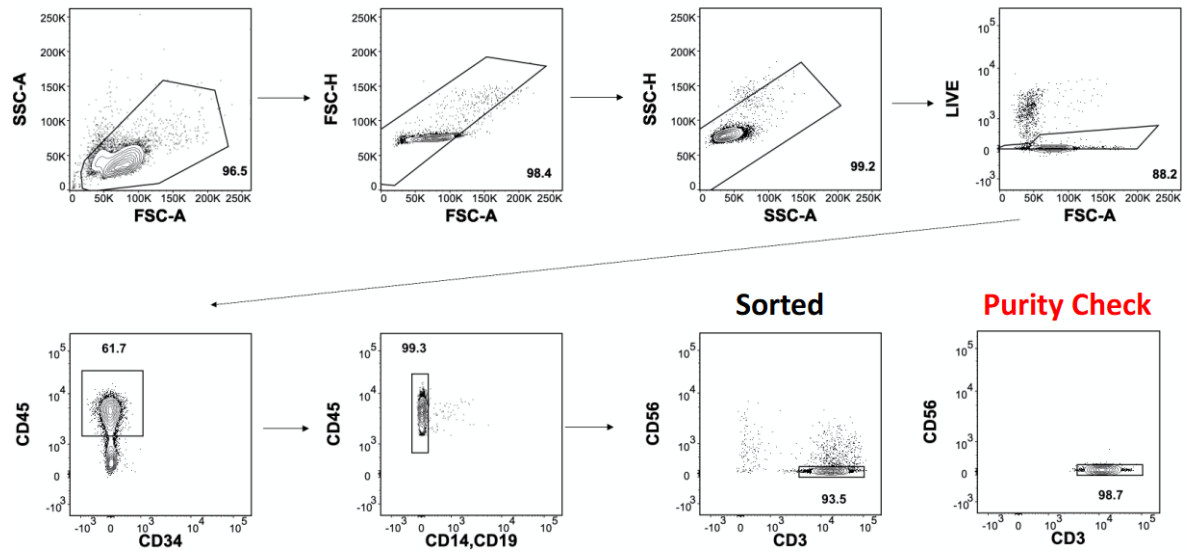 SSC-A
250K
200K
150K
100K
50K
0
96.5
0 50K 100K 150K 200K 250K
FSC-A
FSC-H
250K
200K
150K
100K
50K
0
98.4
0 50K 100K 150K 200K 250K
FSC-A
SSC-H
250K
200K
150K
100K
50K
0
99.2
0 50K 100K 150K 200K 250K
SSC-A
LIVE
10^5
10^4
10^3
0
-10^3
88.2
0 50K 100K 150K 200K 250K
FSC-A
Sorted
Purity Check
CD45
61.7
10^5
10^4
10^3
0
-10^3
-10^3 0 10^3 10^4 10^5
CD34
CD45
99.3
10^5
10^4
10^3
0
-10^3
-10^3 0 10^3 10^4 10^5
CD14,CD19
CD56
10^5
10^4
10^3
0
-10^3
93.5
-10^3 0 10^3 10^4 10^5
CD3
CD56
10^5
10^4
10^3
0
-10^3
98.7
-10^3 0 10^3 10^4 10^5
CD3